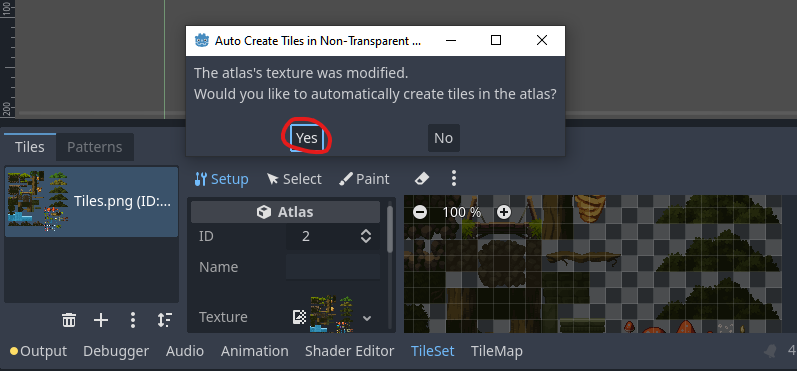 100
200
Auto Create Tiles in Non-Transparent ...
The atlas's texture was modified.
Would you like to automatically create tiles in the atlas?
Yes
No
Tiles
Patterns
Setup
Select
Paint
Tiles.png (ID:...
Atlas
ID
2
Name
Texture
100 %
Output
Debugger
Audio
Animation
Shader Editor
TileSet
TileMap
4